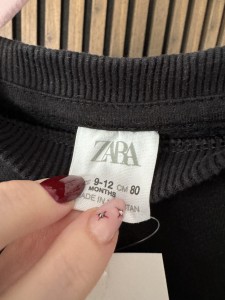 ZARA
9-12 CM 80
MONTHS
MADE IN